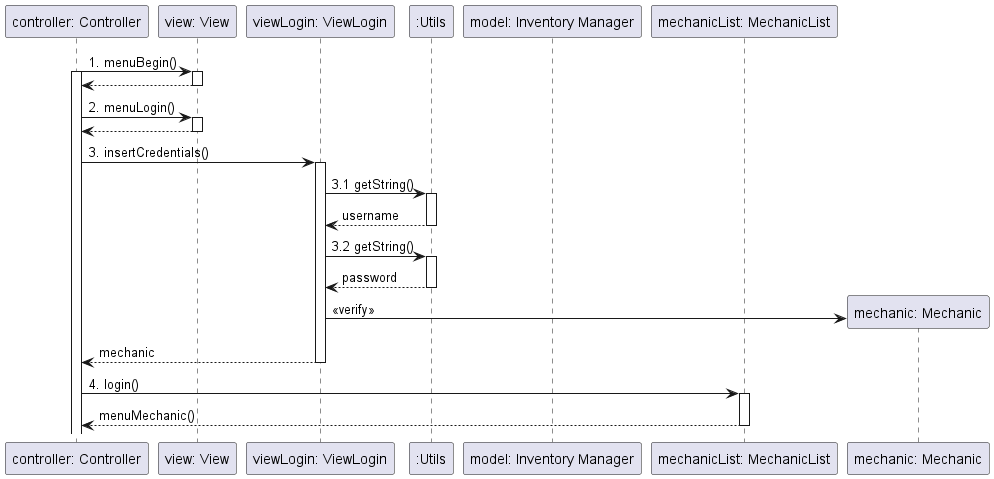 controller: Controller
view: View
viewLogin: ViewLogin
:Utils
model: Inventory Manager
mechanicList: MechanicList
1. menuBegin()
2. menuLogin()
3. insertCredentials()
3.1 getString()
username
3.2 getString()
password
«verify»
mechanic: Mechanic
mechanic
4. login()
menuMechanic()
controller: Controller
view: View
viewLogin: ViewLogin
:Utils
model: Inventory Manager
mechanicList: MechanicList
mechanic: Mechanic